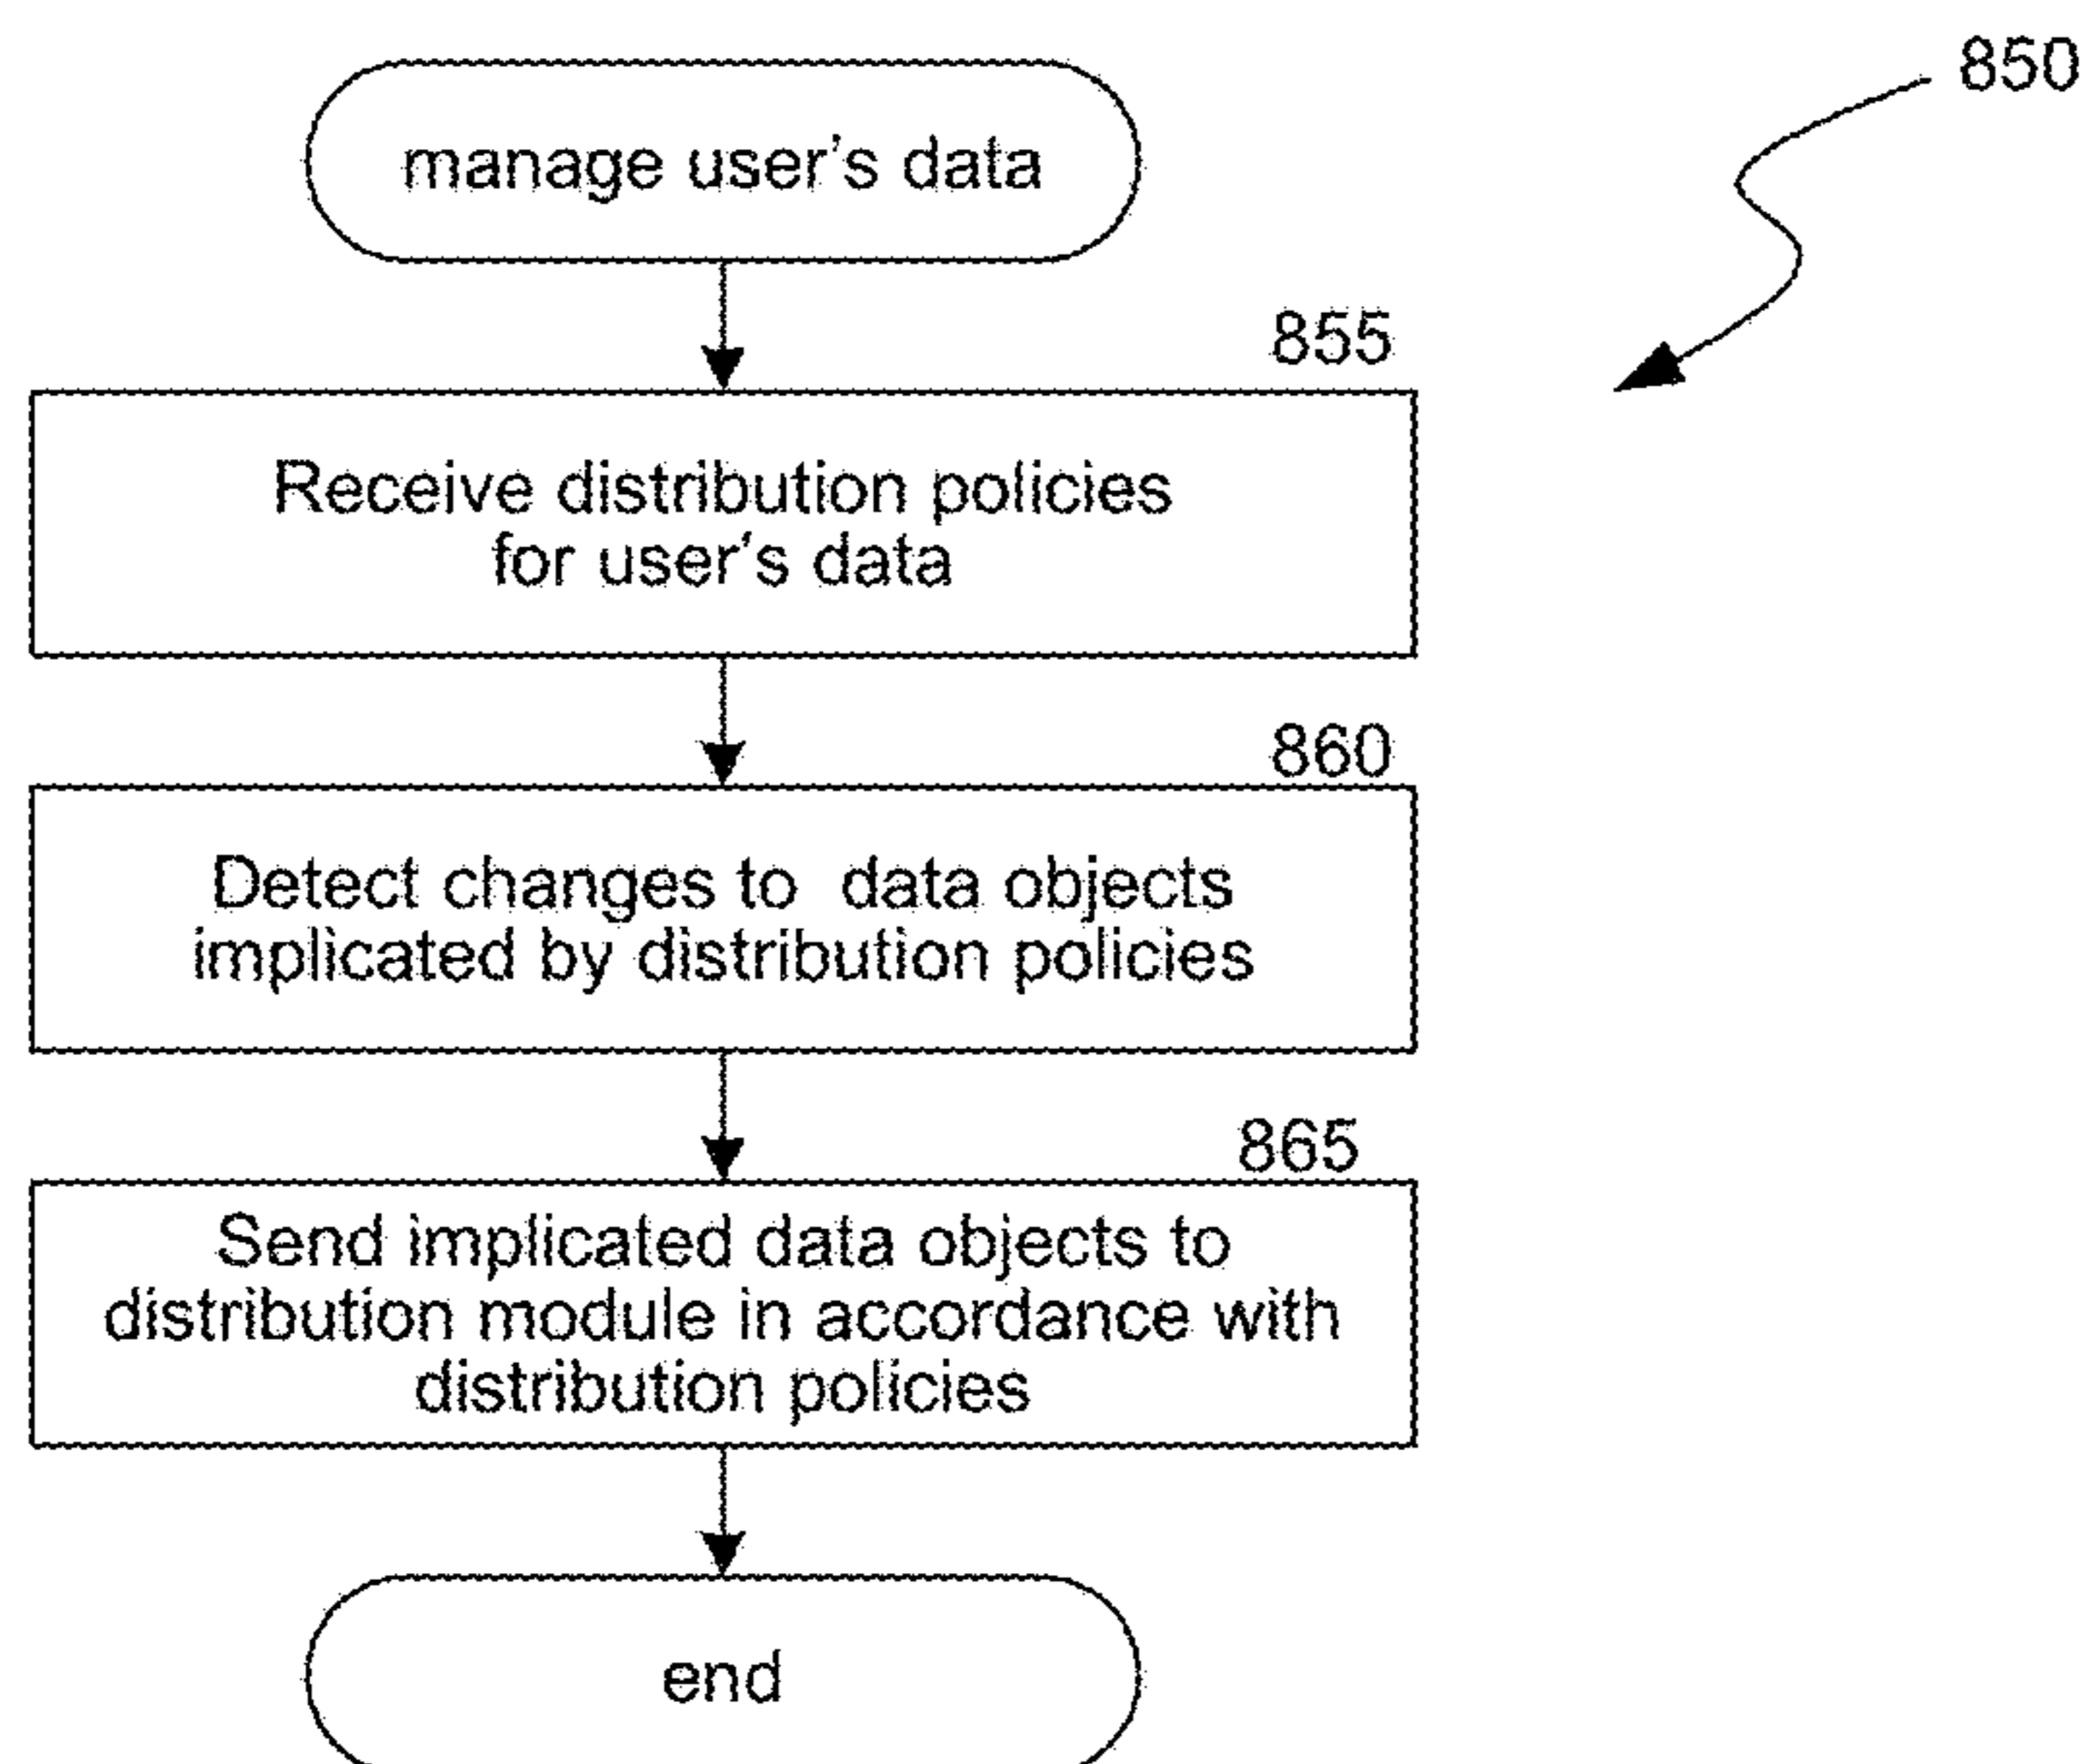 850
manage user's data
855
Receive distribution policies
for user's data
860
Detect changes to data objects
implicated by distribution policies
865
Send implicated data objects to
distribution module in accordance with
distribution policies
end